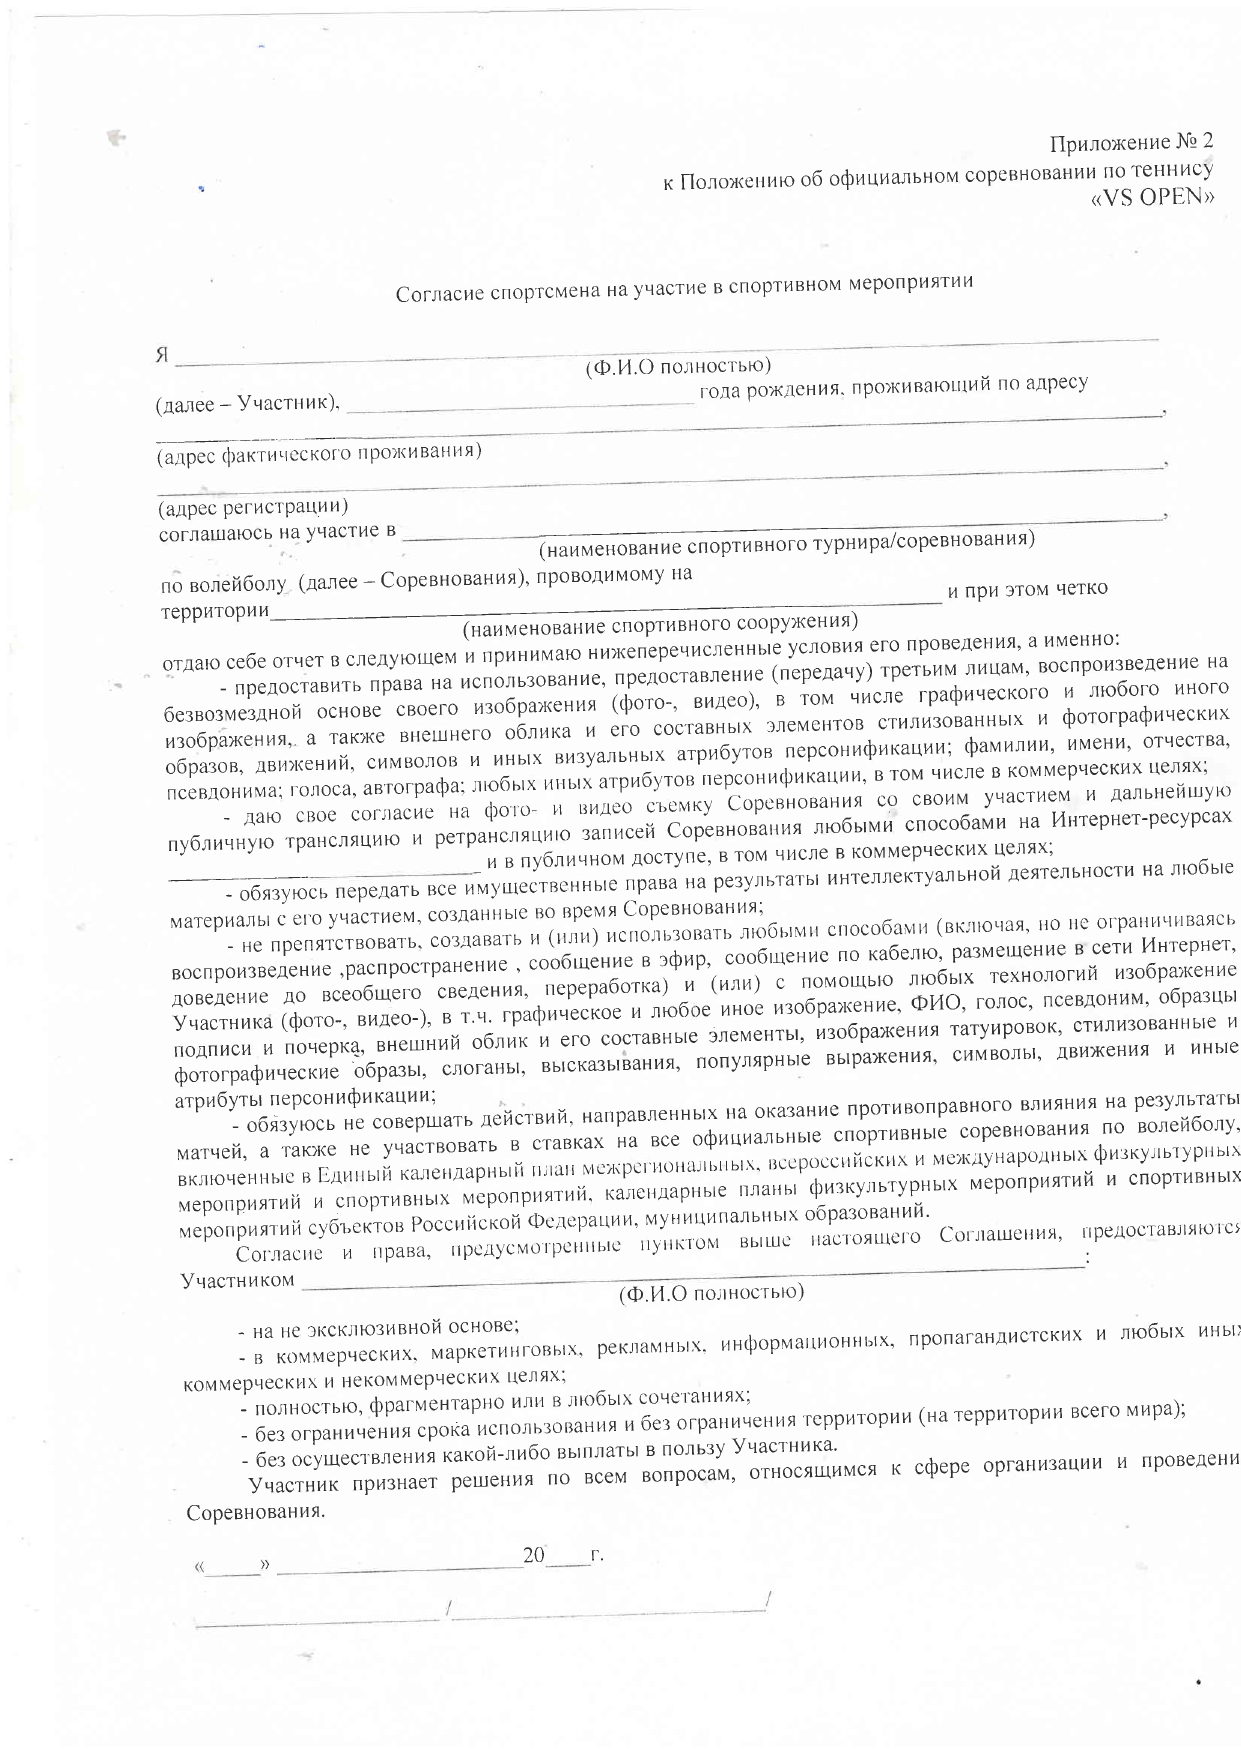 Приложение № 2
к Положению об официальном соревновании по теннису
«VS OPEN»
Согласие спортсмена на участие в спортивном мероприятии
Я ____________________
(Ф.И.О полностью)
(далее – Участник), ____________________ года рождения, проживающий по адресу
____________________,
(адрес фактического проживания)
____________________,
(адрес регистрации)
соглашаюсь на участие в ____________________,
(наименование спортивного турнира/соревнования)
по волейболу (далее – Соревнования), проводимому на
территории____________________ и при этом четко
(наименование спортивного сооружения)
отдаю себе отчет в следующем и принимаю нижеперечисленные условия его проведения, а именно:
- предоставить права на использование, предоставление (передачу) третьим лицам, воспроизведение на
безвозмездной основе своего изображения (фото-, видео), в том числе графического и любого иного
изображения, а также внешнего облика и его составных элементов стилизованных и фотографических
образов, движений, символов и иных визуальных атрибутов персонификации; фамилии, имени, отчества,
псевдонима; голоса, автографа; любых иных атрибутов персонификации, в том числе в коммерческих целях;
- даю свое согласие на фото- и видео съемку Соревнования со своим участием и дальнейшую
публичную трансляцию и ретрансляцию записей Соревнования любыми способами на Интернет-ресурсах
____________________ и в публичном доступе, в том числе в коммерческих целях;
- обязуюсь передать все имущественные права на результаты интеллектуальной деятельности на любые
материалы с его участием, созданные во время Соревнования;
- не препятствовать, создавать и (или) использовать любыми способами (включая, но не ограничиваясь
воспроизведение ,распространение , сообщение в эфир, сообщение по кабелю, размещение в сети Интернет,
доведение до всеобщего сведения, переработка) и (или) с помощью любых технологий изображение
Участника (фото-, видео-), в т.ч. графическое и любое иное изображение, ФИО, голос, псевдоним, образцы
подписи и почерка, внешний облик и его составные элементы, изображения татуировок, стилизованные и
фотографические образы, слоганы, высказывания, популярные выражения, символы, движения и иные
атрибуты персонификации;
- обязуюсь не совершать действий, направленных на оказание противоправного влияния на результаты
матчей, а также не участвовать в ставках на все официальные спортивные соревнования по волейболу,
включенные в Единый календарный план межрегиональных, всероссийских и международных физкультурных
мероприятий и спортивных мероприятий, календарные планы физкультурных мероприятий и спортивных
мероприятий субъектов Российской Федерации, муниципальных образований.
Согласие и права, предусмотренные пунктом выше настоящего Соглашения, предоставляются
Участником ____________________:
(Ф.И.О полностью)
- на не эксклюзивной основе;
- в коммерческих, маркетинговых, рекламных, информационных, пропагандистских и любых иных
коммерческих и некоммерческих целях;
- полностью, фрагментарно или в любых сочетаниях;
- без ограничения срока использования и без ограничения территории (на территории всего мира);
- без осуществления какой-либо выплаты в пользу Участника.
Участник признает решения по всем вопросам, относящимся к сфере организации и проведени
Соревнования.
«_____» ____________________20____г.
____________________ /____________________/